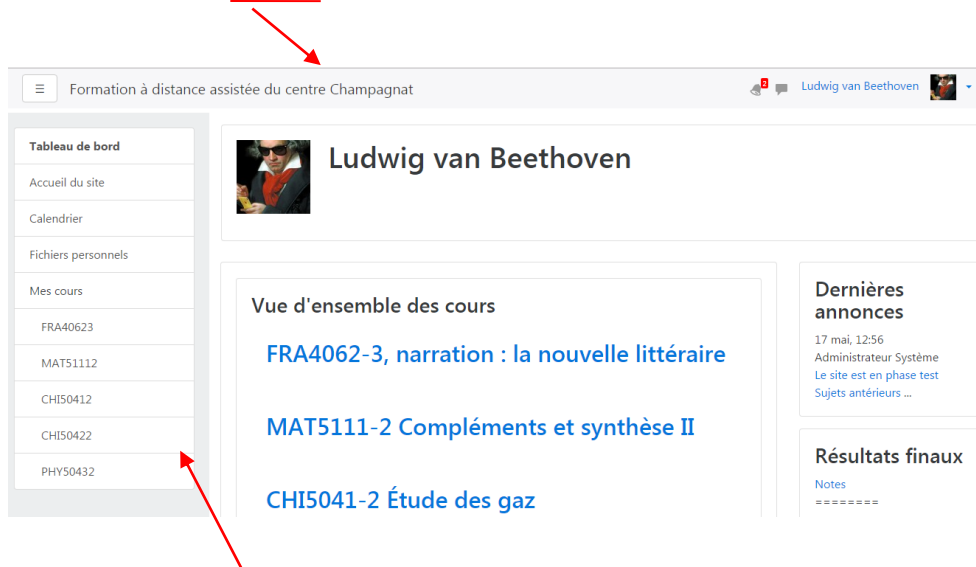 ☰ Formation à distance assistée du centre Champagnat
2 Ludwig van Beethoven
Tableau de bord
Accueil du site
Calendrier
Fichiers personnels
Mes cours
FRA40623
MAT51112
CHI50412
CHI50422
PHY50432
Ludwig van Beethoven
Vue d'ensemble des cours
FRA4062-3, narration : la nouvelle littéraire
MAT5111-2 Compléments et synthèse II
CHI5041-2 Étude des gaz
Dernières
annonces
17 mai, 12:56
Administrateur Système
Le site est en phase test
Sujets antérieurs ...
Résultats finaux
Notes
========